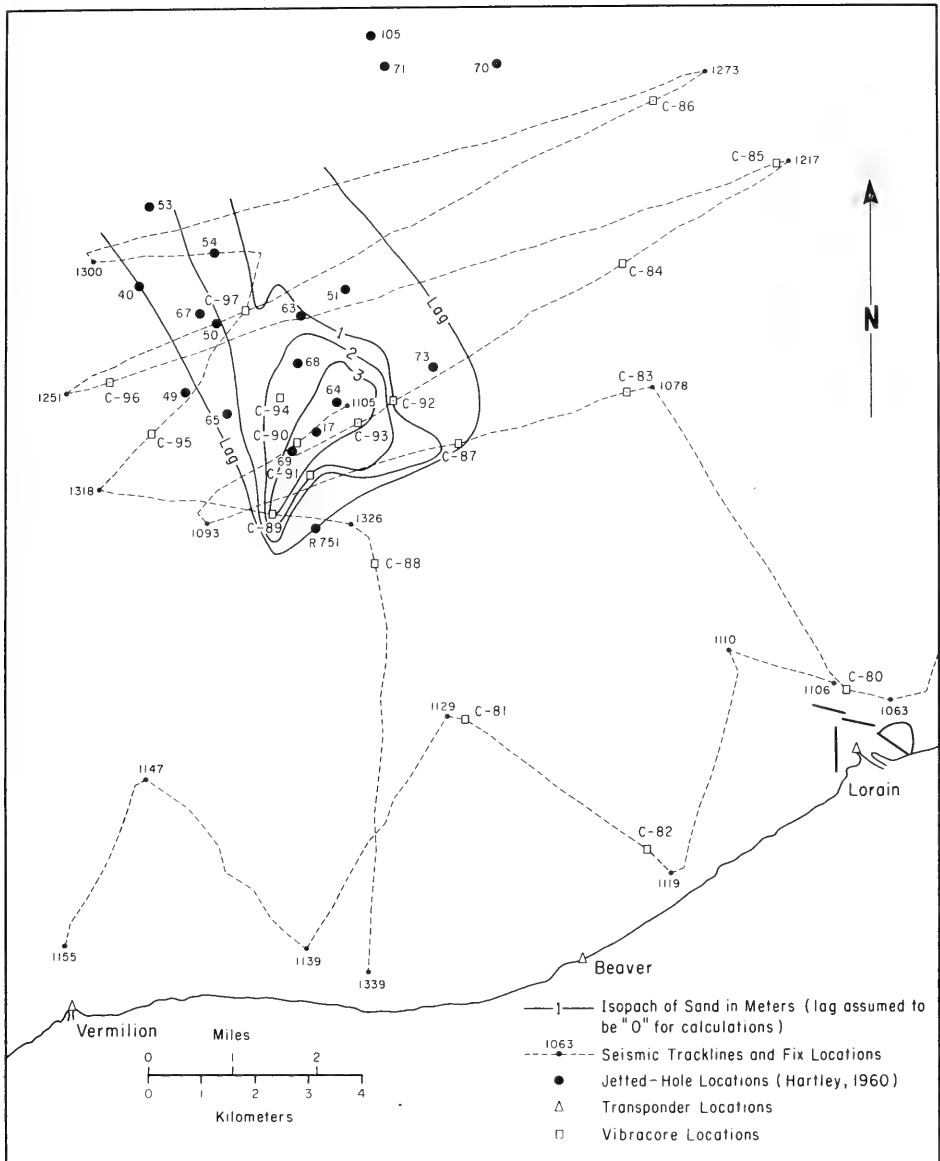 105
71
70
1273
C-86
C-85
1217
53
54
1300
C-84
40
C-97
51
67
63
Lag
50
1
N
2
68
73
3
C-83
1078
1251
C-96
49
64
1105
C-94
C-92
65
C-90
17
C-93
C-95
Lag
69
C-91
C-87
1318
1093
C-89
1326
R751
C-88
1110
C-80
1106
1063
1129
C-81
1147
Lorain
C-82
1119
1155
1139
1339
Beaver
Vermilion
Miles
0 1 2
0 1 2 3 4
Kilometers
1 Isopach of Sand in Meters (lag assumed to
be "0" for calculations)
1063 Seismic Tracklines and Fix Locations
Jetted-Hole Locations (Hartley, 1960)
Transponder Locations
Vibracore Locations